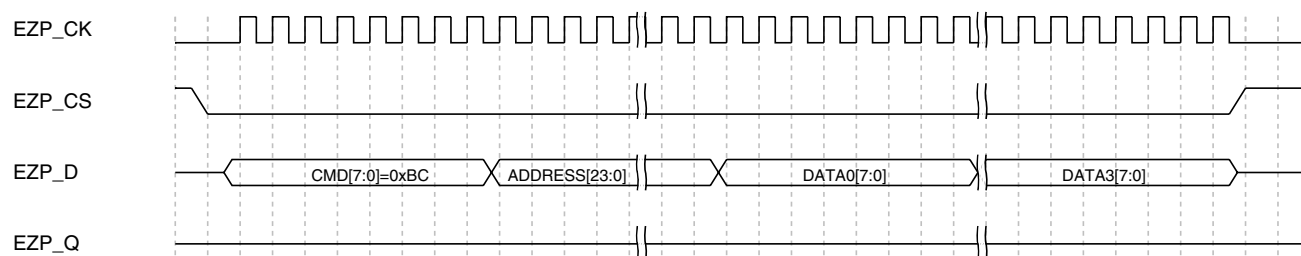 EZP_CK
EZP_CS
EZP_D CMD[7:0]=0xBC ADDRESS[23:0] DATA0[7:0] DATA3[7:0]
EZP_Q